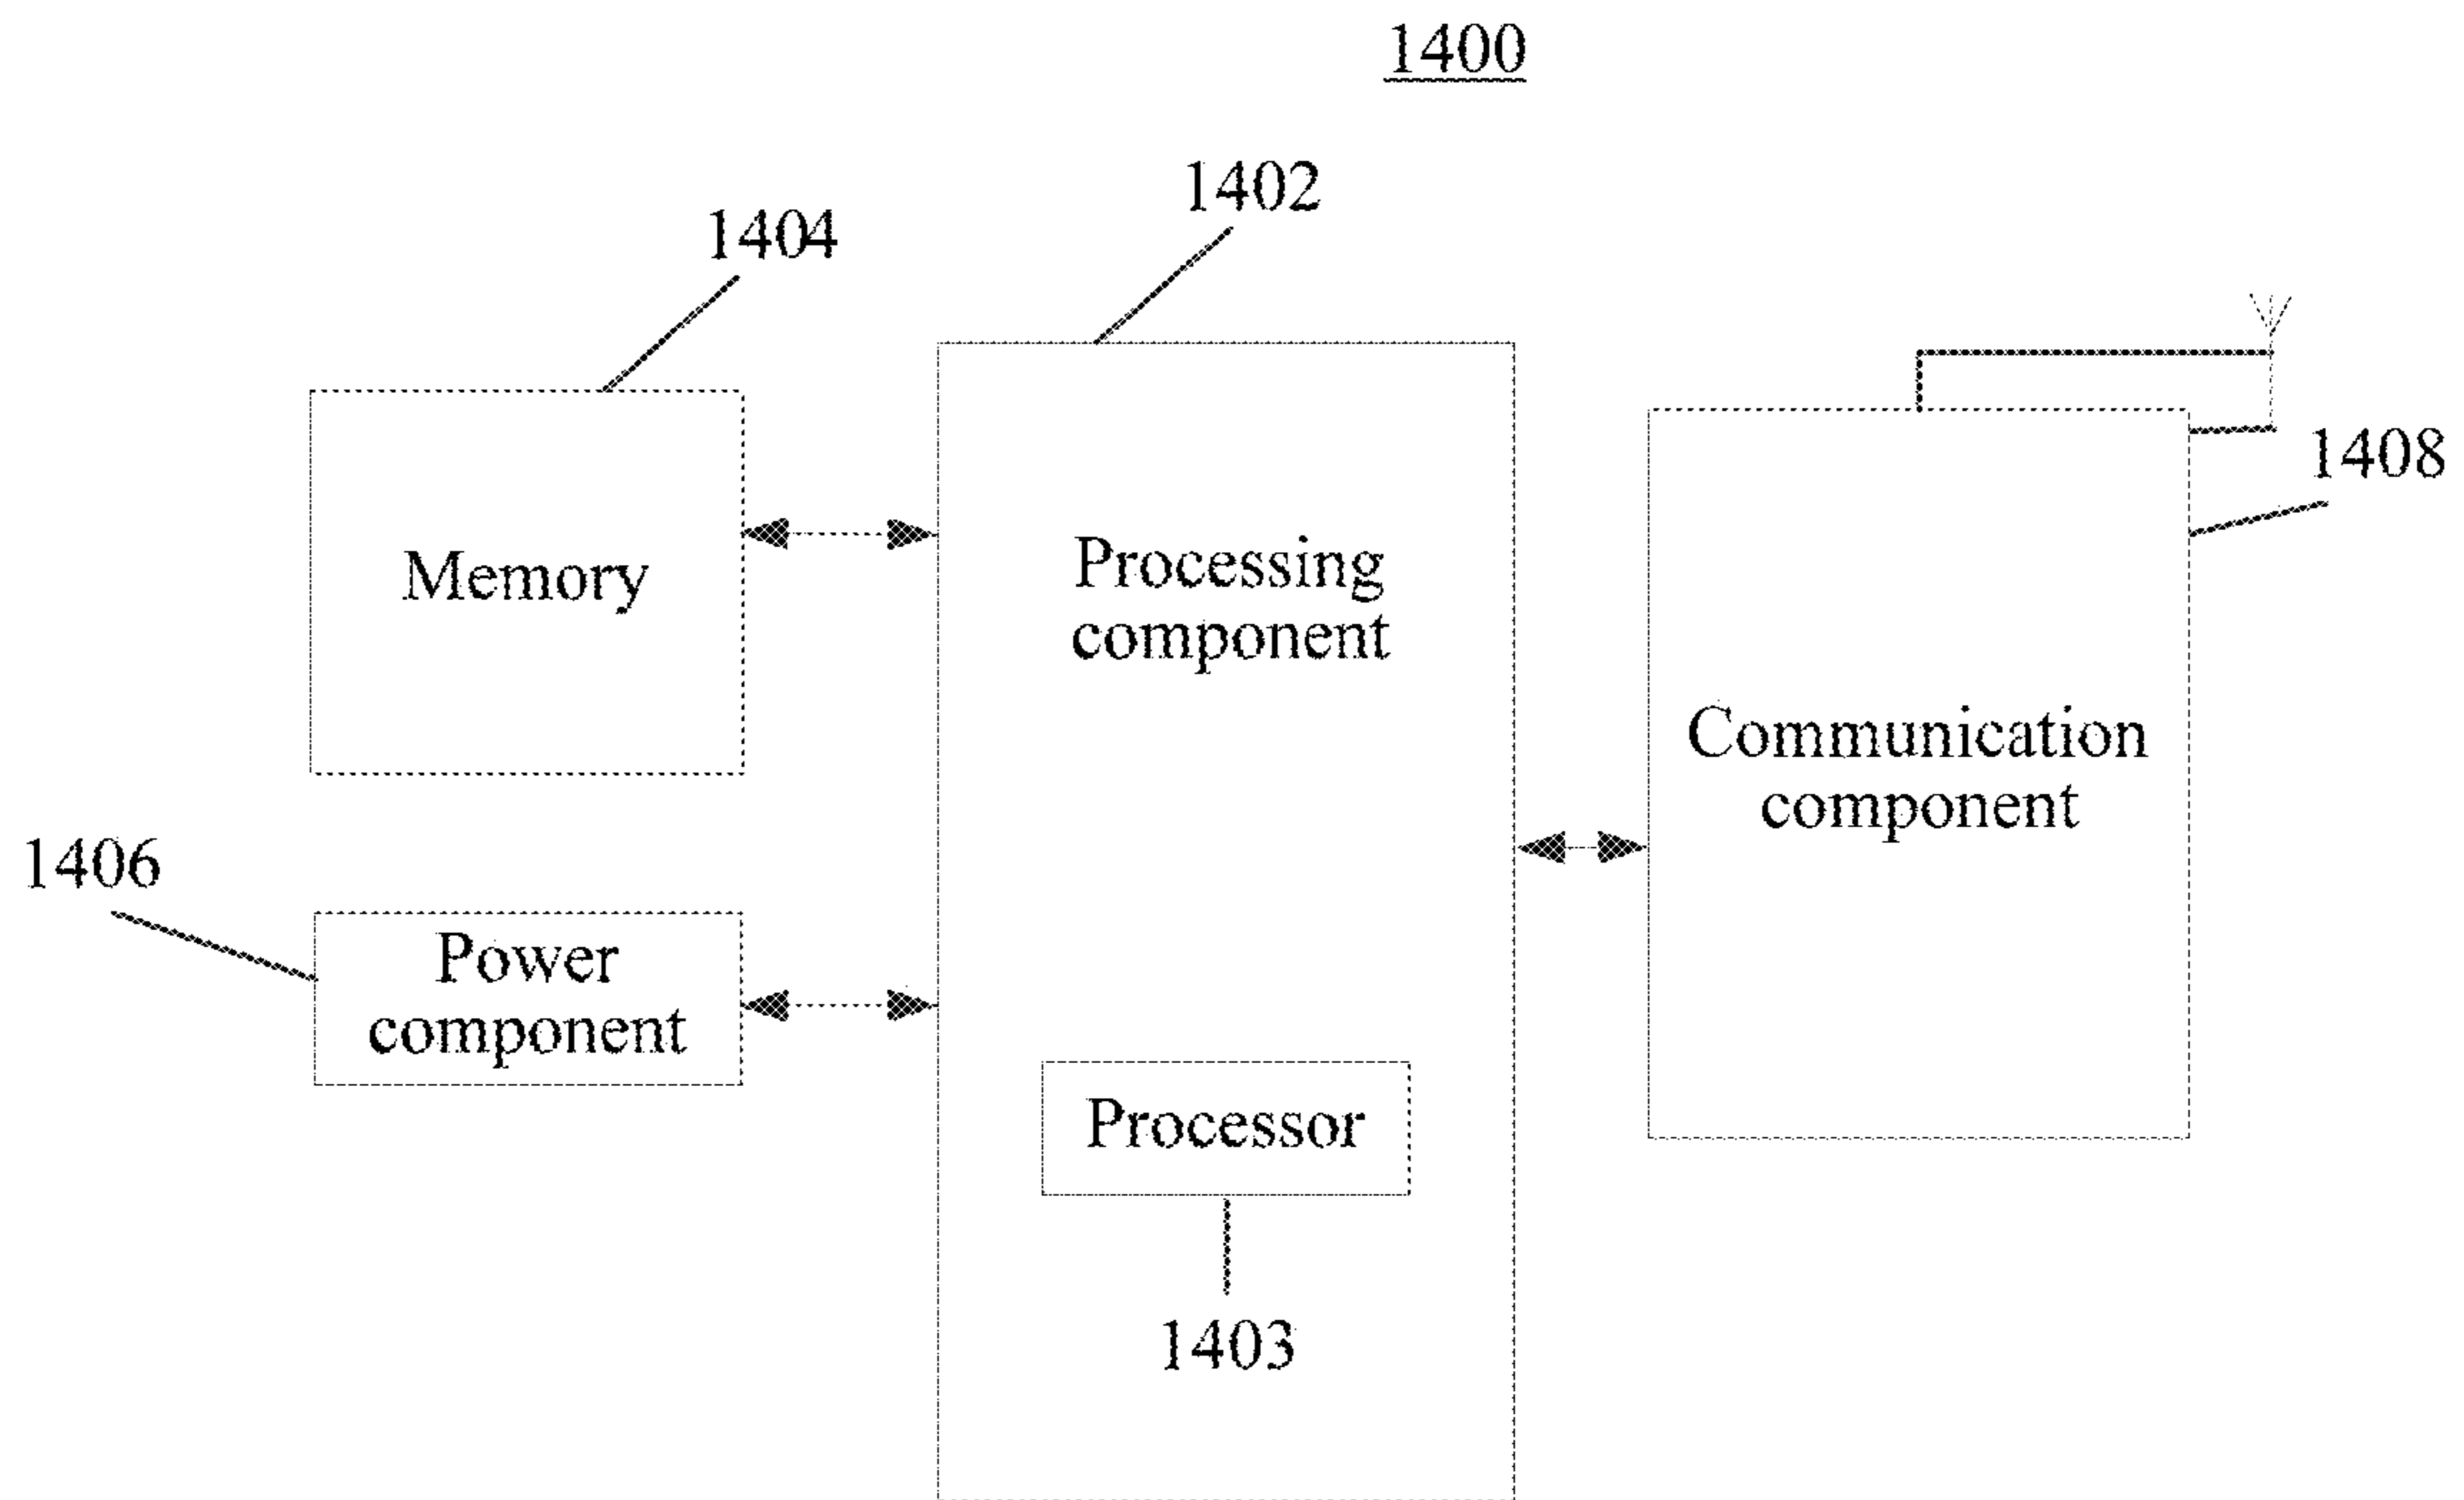 1400
1402
1404
Memory
Processing
component
1408
Communication
component
1406
Power
component
Processor
1403